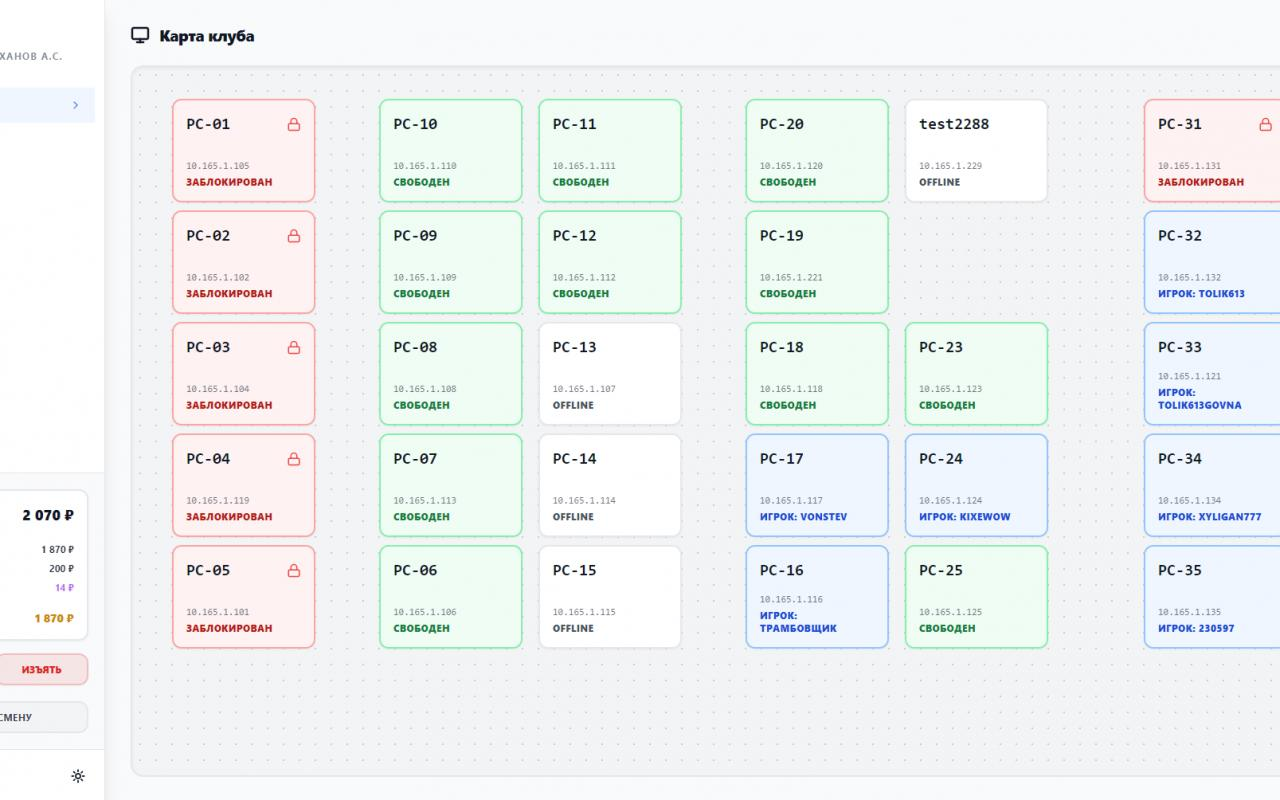 ХАНОВ А.С.
2 070 ₽
1 870 ₽
200 ₽
14 ₽
1 870 ₽
ИЗЪЯТЬ
СМЕНУ
Карта клуба
PC-01
10.165.1.105
ЗАБЛОКИРОВАН
PC-02
10.165.1.102
ЗАБЛОКИРОВАН
PC-03
10.165.1.104
ЗАБЛОКИРОВАН
PC-04
10.165.1.119
ЗАБЛОКИРОВАН
PC-05
10.165.1.101
ЗАБЛОКИРОВАН
PC-10
10.165.1.110
СВОБОДЕН
PC-09
10.165.1.109
СВОБОДЕН
PC-08
10.165.1.108
СВОБОДЕН
PC-07
10.165.1.113
СВОБОДЕН
PC-06
10.165.1.106
СВОБОДЕН
PC-11
10.165.1.111
СВОБОДЕН
PC-12
10.165.1.112
СВОБОДЕН
PC-13
10.165.1.107
OFFLINE
PC-14
10.165.1.114
OFFLINE
PC-15
10.165.1.115
OFFLINE
PC-20
10.165.1.120
СВОБОДЕН
PC-19
10.165.1.221
СВОБОДЕН
PC-18
10.165.1.118
СВОБОДЕН
PC-17
10.165.1.117
ИГРОК: VONSTEV
PC-16
10.165.1.116
ИГРОК:
ТРАМБОВЩИК
test2288
10.165.1.229
OFFLINE
PC-23
10.165.1.123
СВОБОДЕН
PC-24
10.165.1.124
ИГРОК: KIXEWOW
PC-25
10.165.1.125
СВОБОДЕН
PC-31
10.165.1.131
ЗАБЛОКИРОВАН
PC-32
10.165.1.132
ИГРОК: TOLIK613
PC-33
10.165.1.121
ИГРОК:
TOLIK613GOVNA
PC-34
10.165.1.134
ИГРОК: XYLIGAN777
PC-35
10.165.1.135
ИГРОК: 230597